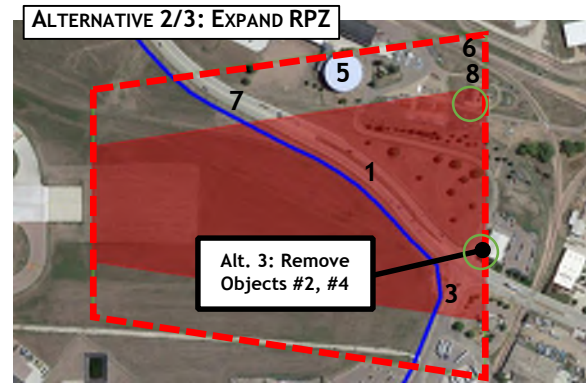 ALTERNATIVE 2/3: EXPAND RPZ
6
8
5
7
1
Alt. 3: Remove
Objects #2, #4
3